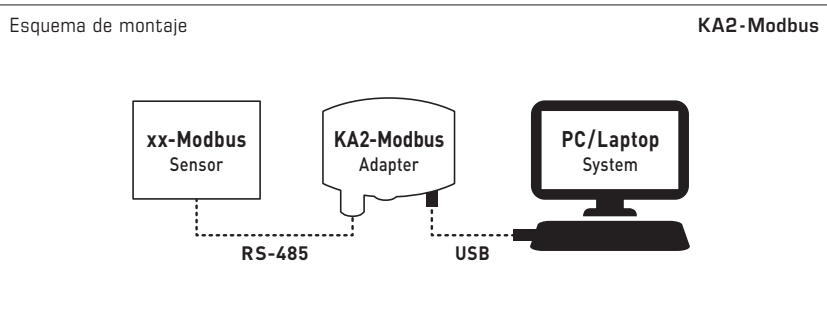 Esquema de montaje
KA2-Modbus
xx-Modbus
Sensor
KA2-Modbus
Adapter
PC/Laptop
System
RS-485
USB